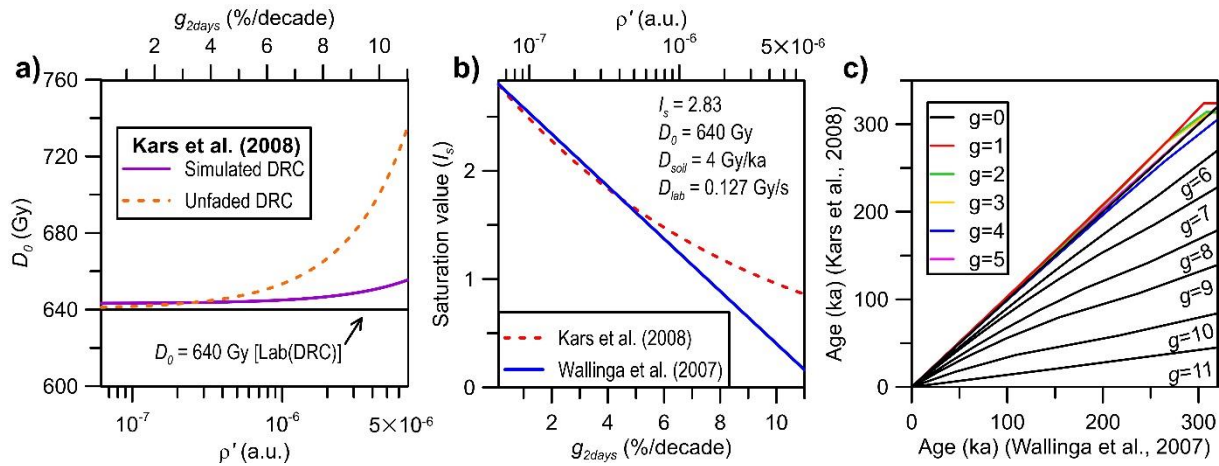 a)
g2days (%/decade)
2 4 6 8 10
760
720
680
640
600
D0 (Gy)
Kars et al. (2008)
Simulated DRC
Unfaded DRC
D0 = 640 Gy [Lab(DRC)]
10-7 10-6 5×10-6
ρ′ (a.u.)
b)
ρ′ (a.u.)
10-7 10-6 5×10-6
Saturation value (Is)
2
1
0
Is = 2.83
D0 = 640 Gy
Dsoil = 4 Gy/ka
Dlab = 0.127 Gy/s
Kars et al. (2008)
Wallinga et al. (2007)
0 2 4 6 8 10
g2days (%/decade)
c)
Age (ka) (Kars et al., 2008)
300
200
100
0
g=0
g=1
g=2
g=3
g=4
g=5
g=6
g=7
g=8
g=9
g=10
g=11
0 100 200 300
Age (ka) (Wallinga et al., 2007)